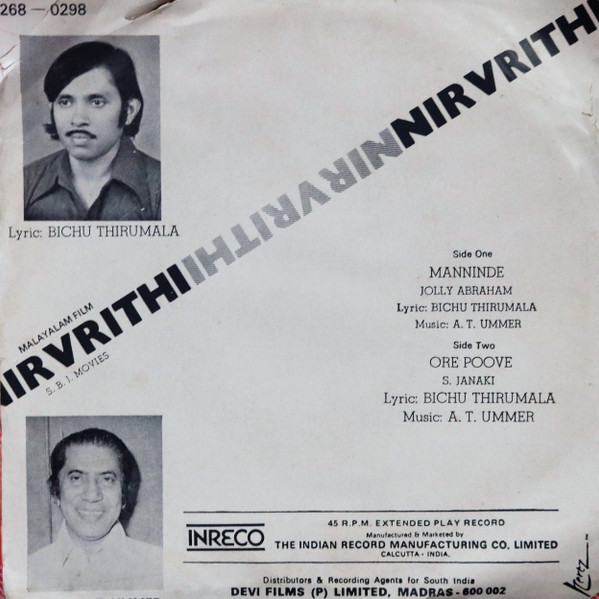 268 — 0298
NIRVRITHI
NIRVRITHI
NIRVRITHI
Lyric: BICHU THIRUMALA
MALAYALAM FILM
S. B. J. MOVIES
Side One
MANNINDE
JOLLY ABRAHAM
Lyric: BICHU THIRUMALA
Music: A. T. UMMER
Side Two
ORE POOVE
S. JANAKI
Lyric: BICHU THIRUMALA
Music: A. T. UMMER
INRECO
45 R.P.M. EXTENDED PLAY RECORD
Manufactured & Marketed by
THE INDIAN RECORD MANUFACTURING CO. LIMITED
CALCUTTA - INDIA.
Distributors & Recording Agents for South India
DEVI FILMS (P) LIMITED, MADRAS-600 002